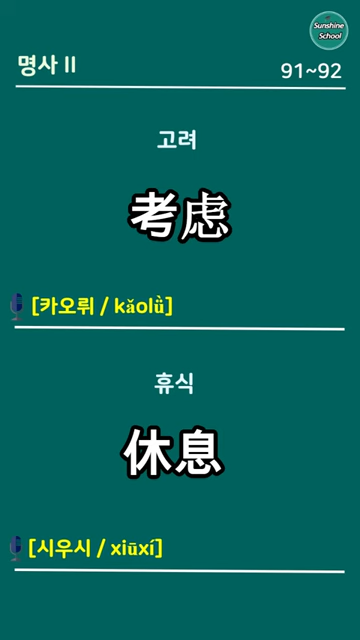 Sunshine
School
명사 II
91~92
고려
考虑
[카오뤼 / kǎolǜ]
휴식
休息
[시우시 / xiūxí]